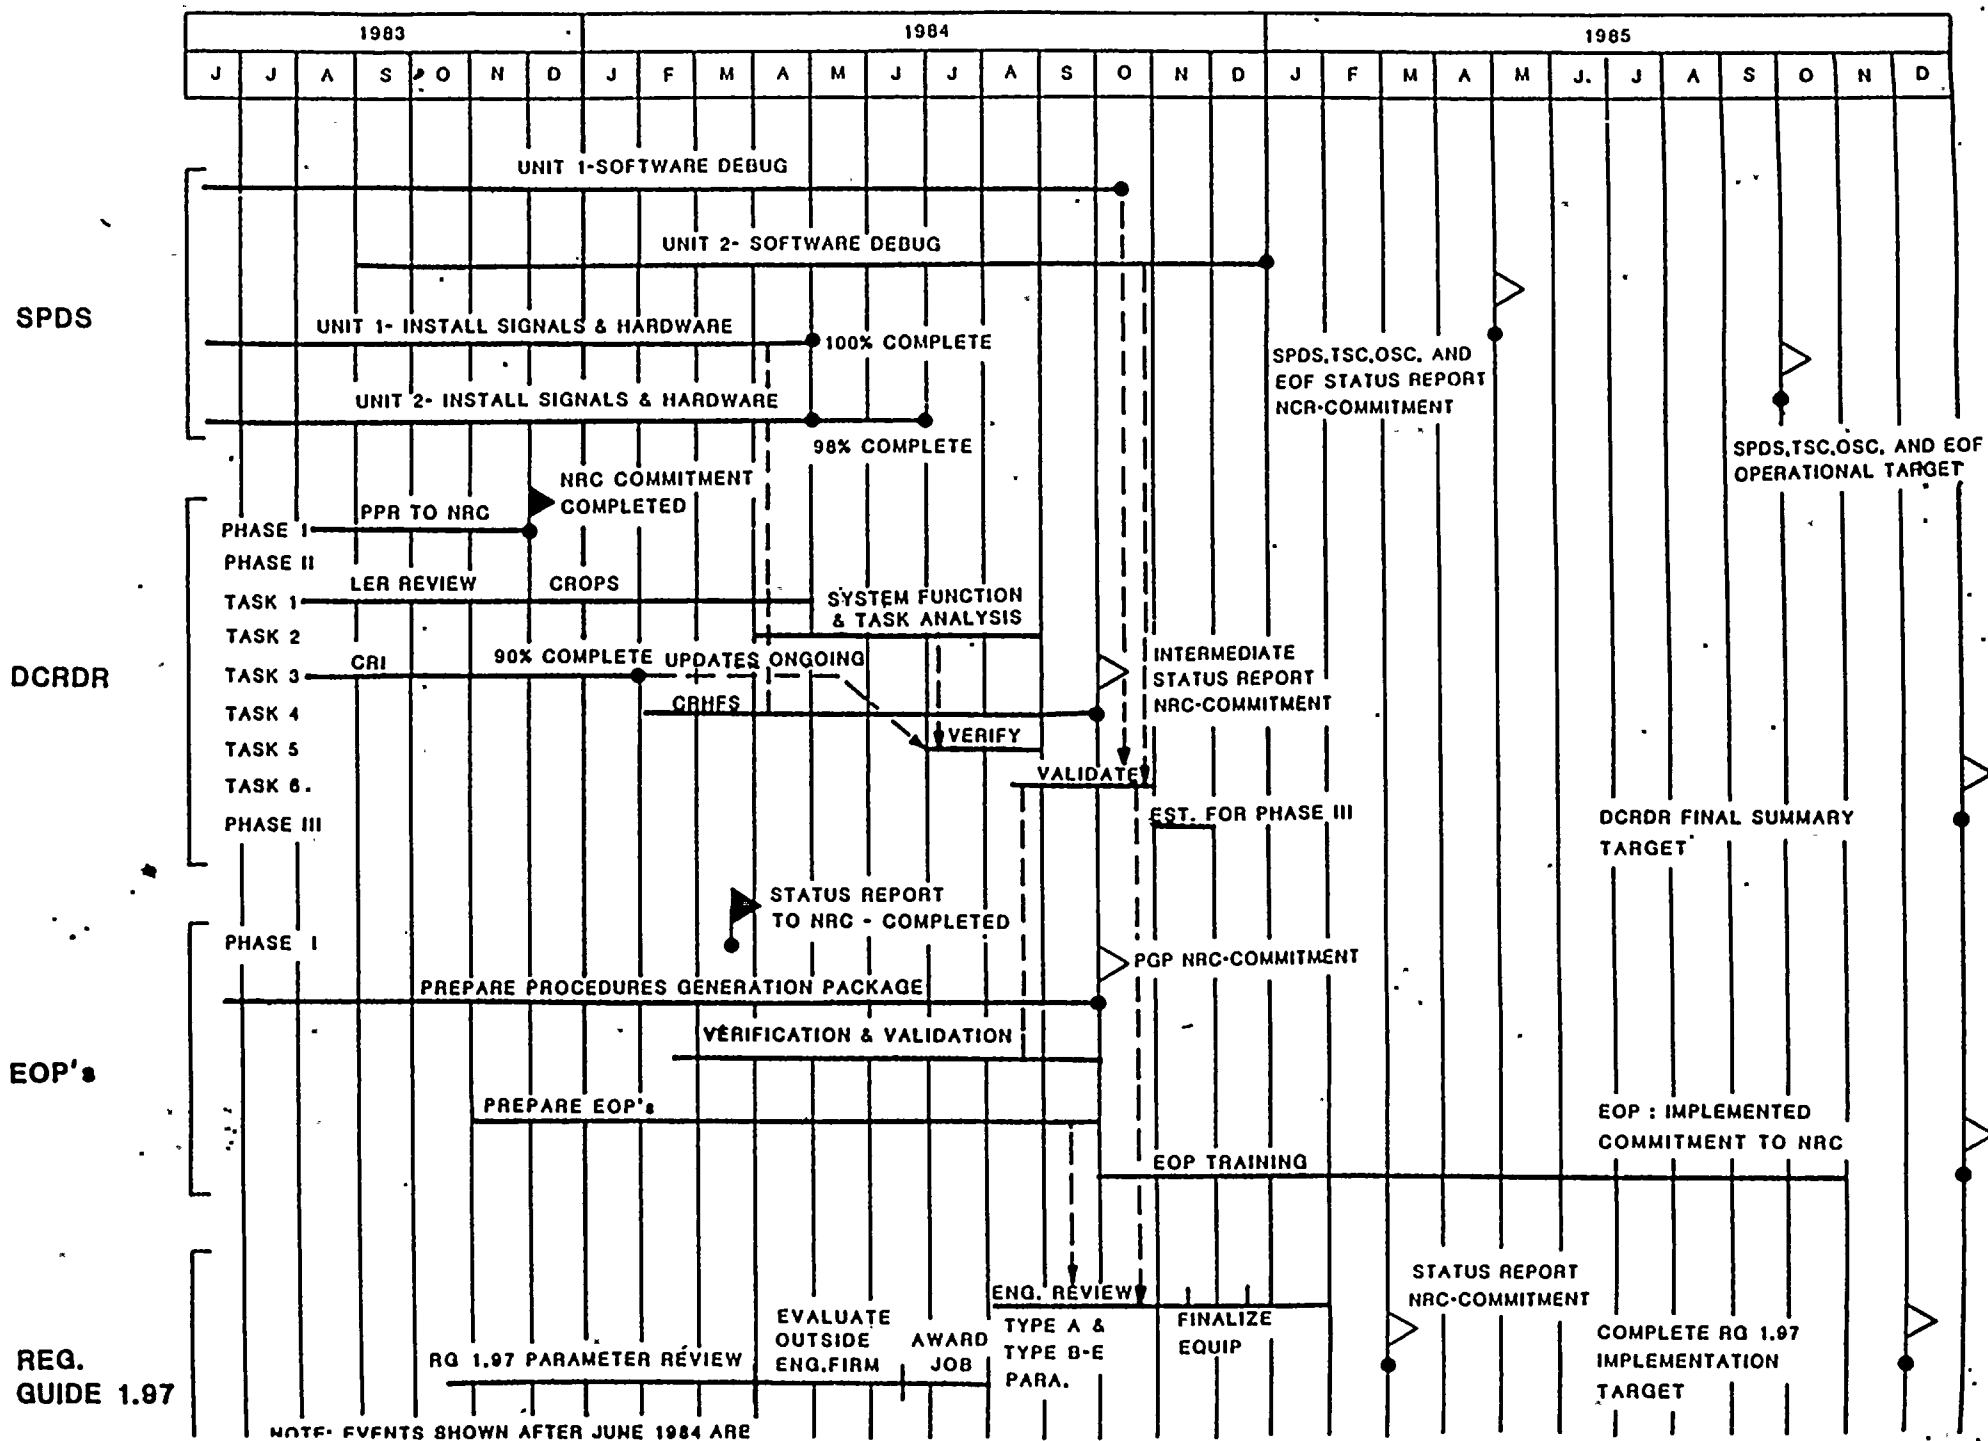 1983 1984 1985
J J A S O N D J F M A M J J A S O N D J F M A M J. J A S O N D
UNIT 1-SOFTWARE DEBUG
UNIT 2- SOFTWARE DEBUG
SPDS
UNIT 1- INSTALL SIGNALS & HARDWARE
100% COMPLETE
UNIT 2- INSTALL SIGNALS & HARDWARE
98% COMPLETE
SPDS,TSC,OSC, AND
EOF STATUS REPORT
NCR-COMMITMENT
SPDS,TSC,OSC, AND EOF
OPERATIONAL TARGET
DCRDR
NRC COMMITMENT
COMPLETED
PHASE I
PPR TO NRC
PHASE II
TASK 1
LER REVIEW
CROPS
TASK 2
SYSTEM FUNCTION
& TASK ANALYSIS
TASK 3
CRI
90% COMPLETE
UPDATES ONGOING
TASK 4
CRHFS
INTERMEDIATE
STATUS REPORT
NRC-COMMITMENT
TASK 5
VERIFY
TASK 6.
VALIDATE
PHASE III
EST. FOR PHASE III
DCRDR FINAL SUMMARY
TARGET
EOP's
STATUS REPORT
TO NRC - COMPLETED
PHASE I
PGP NRC-COMMITMENT
PREPARE PROCEDURES GENERATION PACKAGE
VERIFICATION & VALIDATION
PREPARE EOP's
EOP : IMPLEMENTED
COMMITMENT TO NRC
EOP TRAINING
REG.
GUIDE 1.97
RG 1.97 PARAMETER REVIEW
EVALUATE
OUTSIDE
ENG.FIRM
AWARD
JOB
ENG. REVIEW
TYPE A &
TYPE B-E
PARA.
FINALIZE
EQUIP
STATUS REPORT
NRC-COMMITMENT
COMPLETE RG 1.97
IMPLEMENTATION
TARGET
NOTE: EVENTS SHOWN AFTER JUNE 1984 ARE